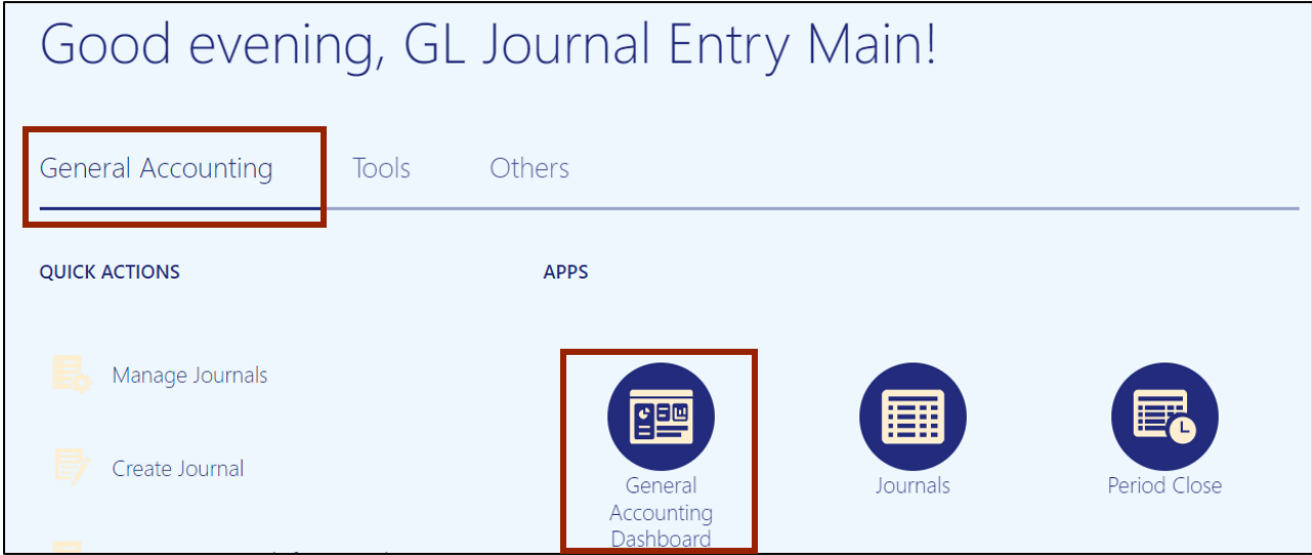 Good evening, GL Journal Entry Main!
General Accounting
Tools
Others
QUICK ACTIONS
APPS
Manage Journals
Create Journal
General
Accounting
Dashboard
Journals
Period Close